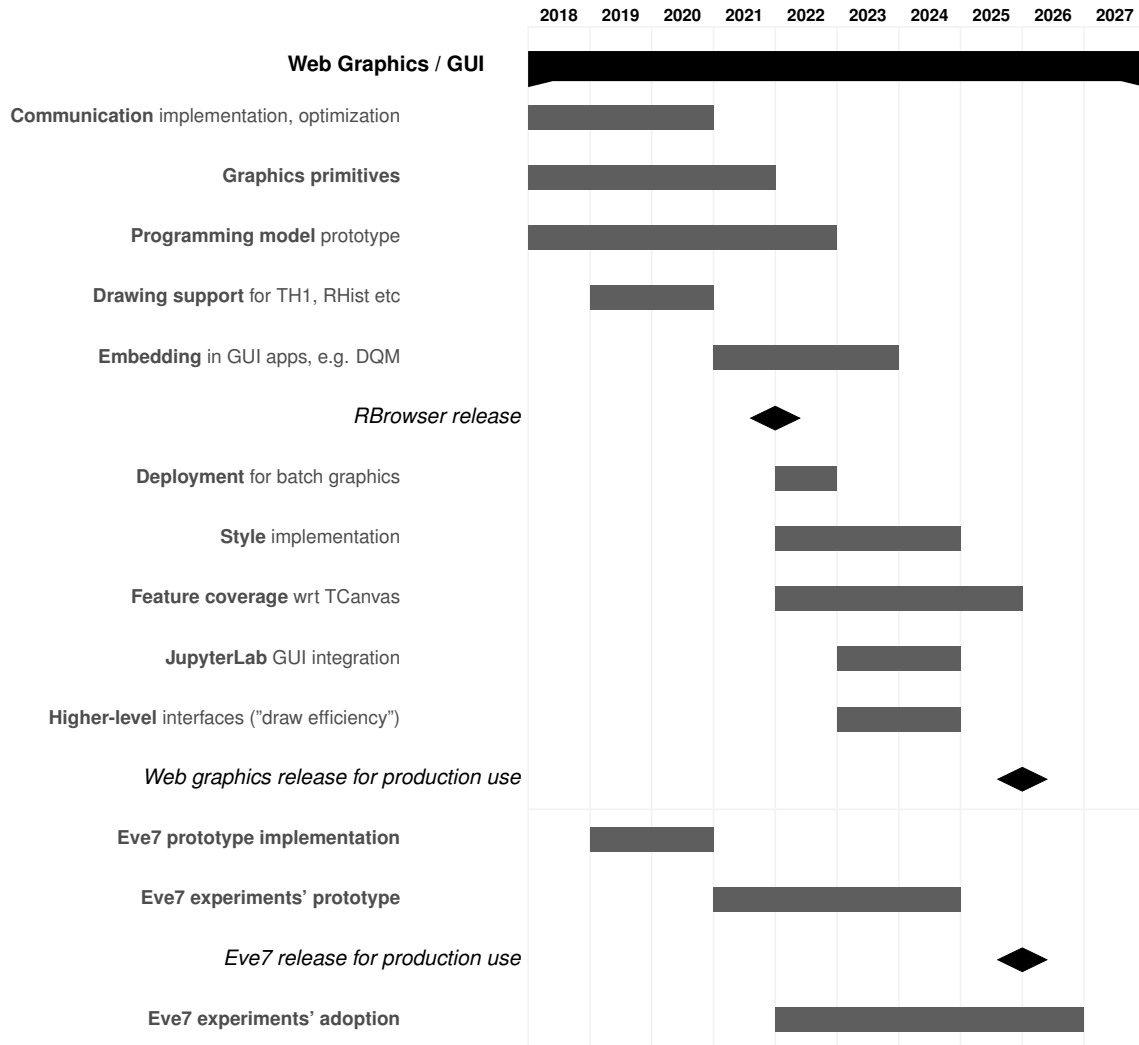 2018 2019 2020 2021 2022 2023 2024 2025 2026 2027
Web Graphics / GUI
Communication implementation, optimization
Graphics primitives
Programming model prototype
Drawing support for TH1, RHist etc
Embedding in GUI apps, e.g. DQM
RBrowser release
Deployment for batch graphics
Style implementation
Feature coverage wrt TCanvas
JupyterLab GUI integration
Higher-level interfaces (”draw efficiency”)
Web graphics release for production use
Eve7 prototype implementation
Eve7 experiments’ prototype
Eve7 release for production use
Eve7 experiments’ adoption